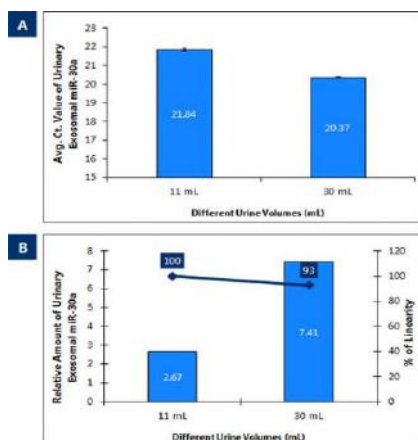 A
Avg. Ct. Value of Urinary
Exosomal miR-30a
22
21
20
19
18
17
16
15
21.84
20.37
11 mL
30 mL
Different Urine Volumes (mL)
B
Relative Amount of Urinary
Exosomal miR-30a
8
7
6
5
4
3
2
1
0
100
93
2.67
7.41
120
100
80
60
40
20
0
% of Linearity
11 mL
30 mL
Different Urine Volumes (mL)